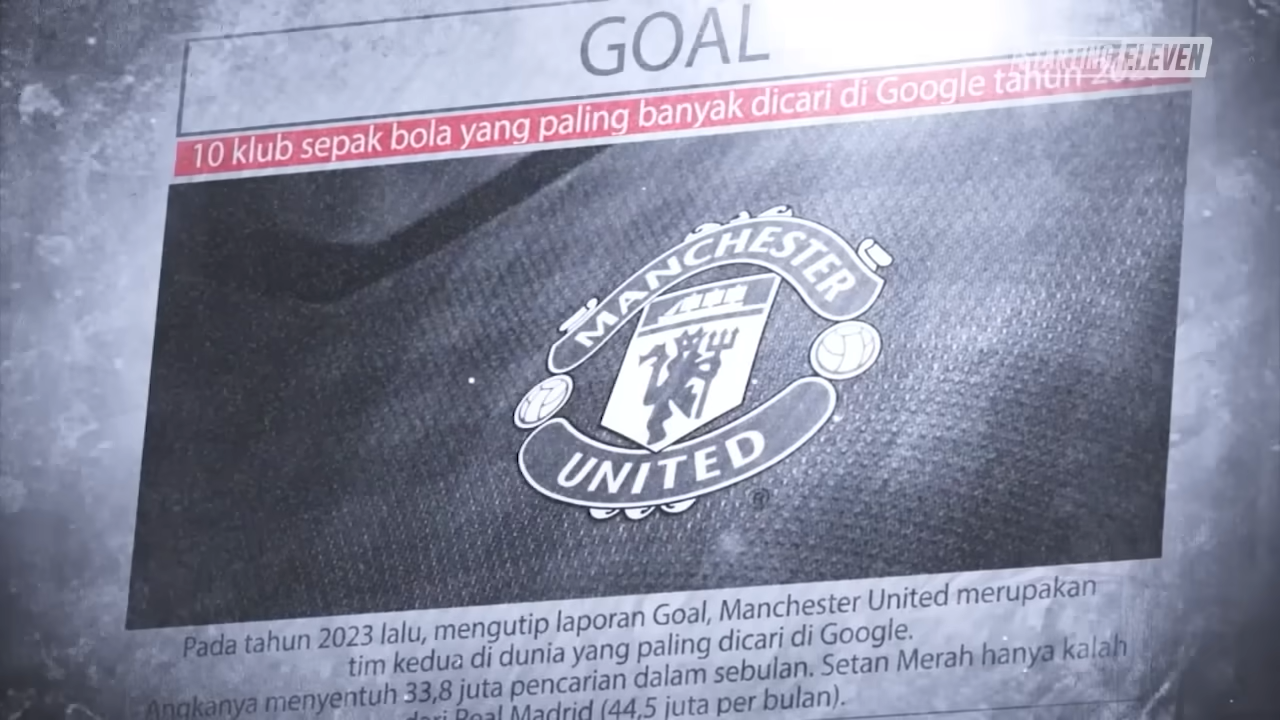 GOAL
STARTING ELEVEN
10 klub sepak bola yang paling banyak dicari di Google tahun
MANCHESTER
UNITED
®
Pada tahun 2023 lalu, mengutip laporan Goal, Manchester United merupakan
tim kedua di dunia yang paling dicari di Google.
Angkanya menyentuh 33,8 juta pencarian dalam sebulan. Setan Merah hanya kalah
dari Real Madrid (44,5 juta per bulan).